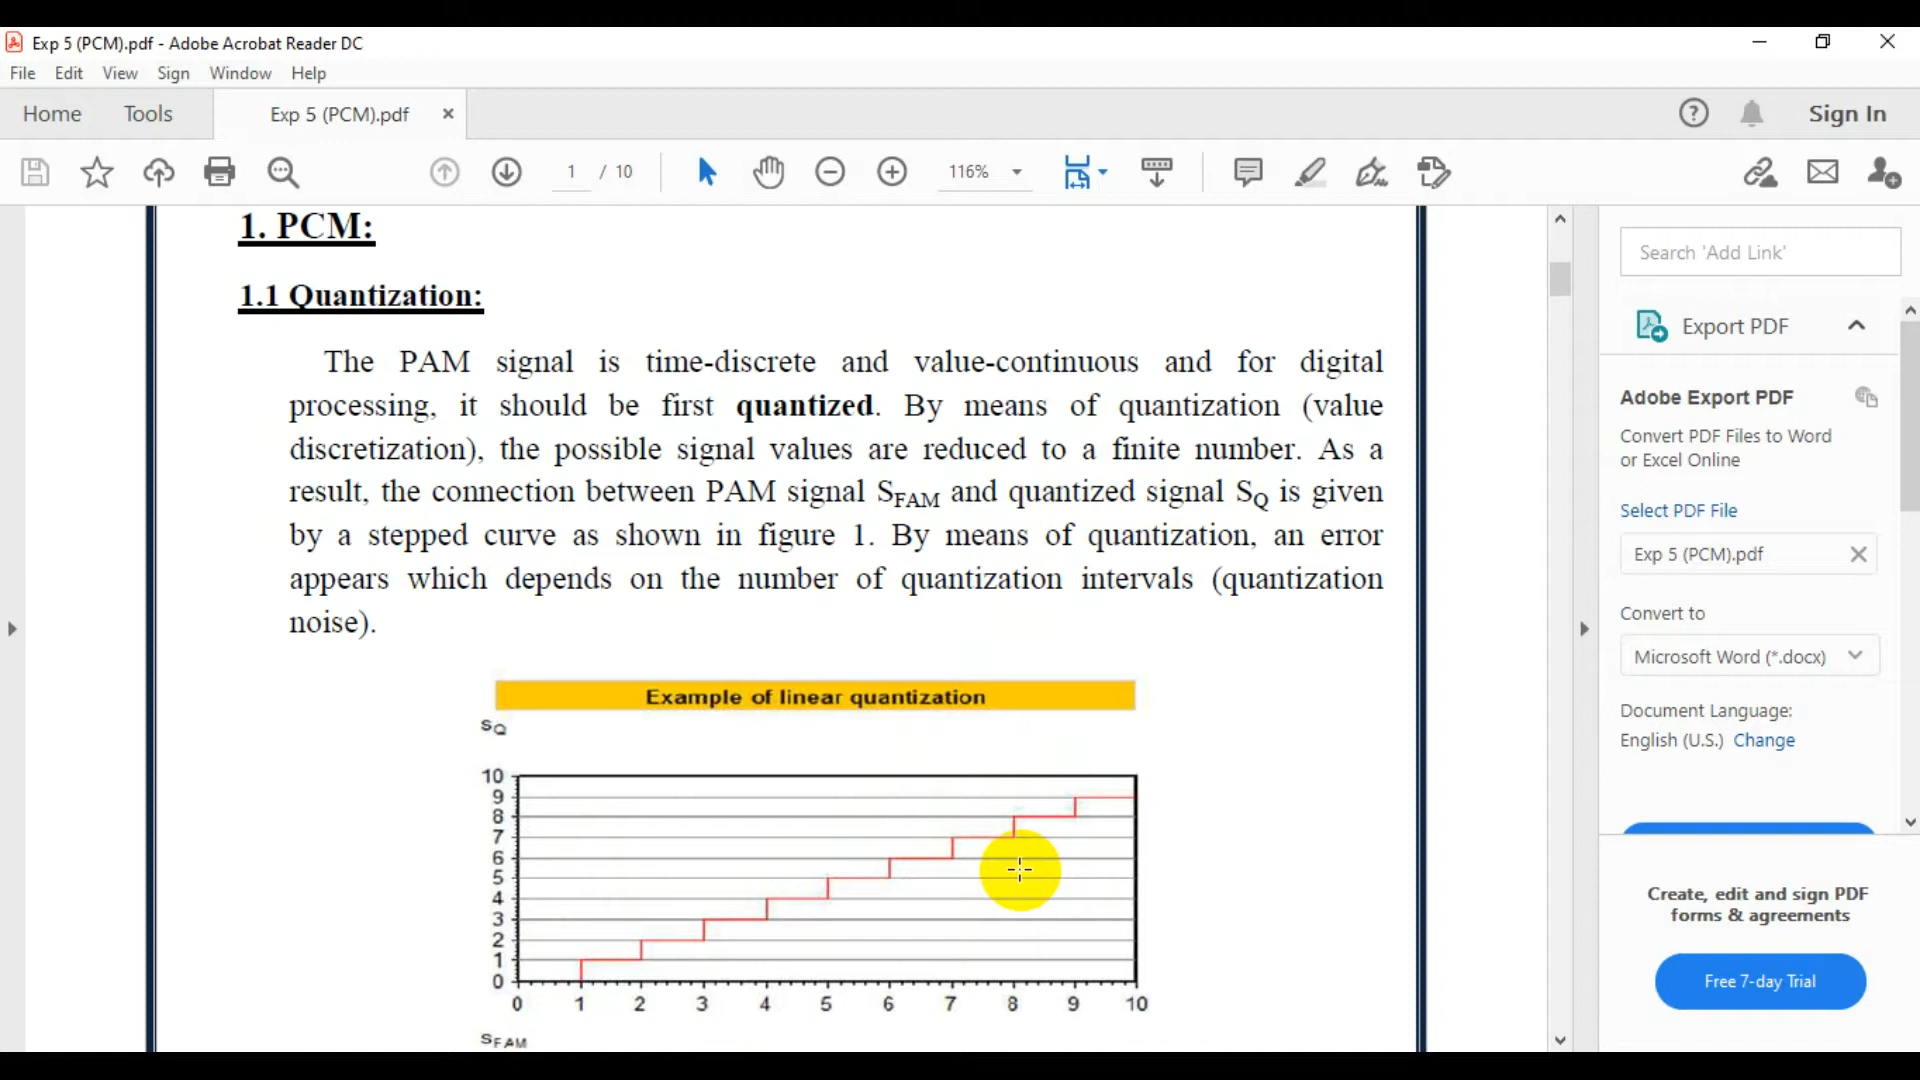 Exp 5 (PCM).pdf - Adobe Acrobat Reader DC
File Edit View Sign Window Help
Home Tools Exp 5 (PCM).pdf Sign In
1 / 10 116%
1. PCM:
1.1 Quantization:
The PAM signal is time-discrete and value-continuous and for digital
processing, it should be first quantized. By means of quantization (value
discretization), the possible signal values are reduced to a finite number. As a
result, the connection between PAM signal SFAM and quantized signal SQ is given
by a stepped curve as shown in figure 1. By means of quantization, an error
appears which depends on the number of quantization intervals (quantization
noise).
Example of linear quantization
SQ
10
9
8
7
6
5
4
3
2
1
0
0 1 2 3 4 5 6 7 8 9 10
SFAM
Search 'Add Link'
Export PDF
Adobe Export PDF
Convert PDF Files to Word
or Excel Online
Select PDF File
Exp 5 (PCM).pdf
Convert to
Microsoft Word (*.docx)
Document Language:
English (U.S.) Change
Create, edit and sign PDF
forms & agreements
Free 7-day Trial